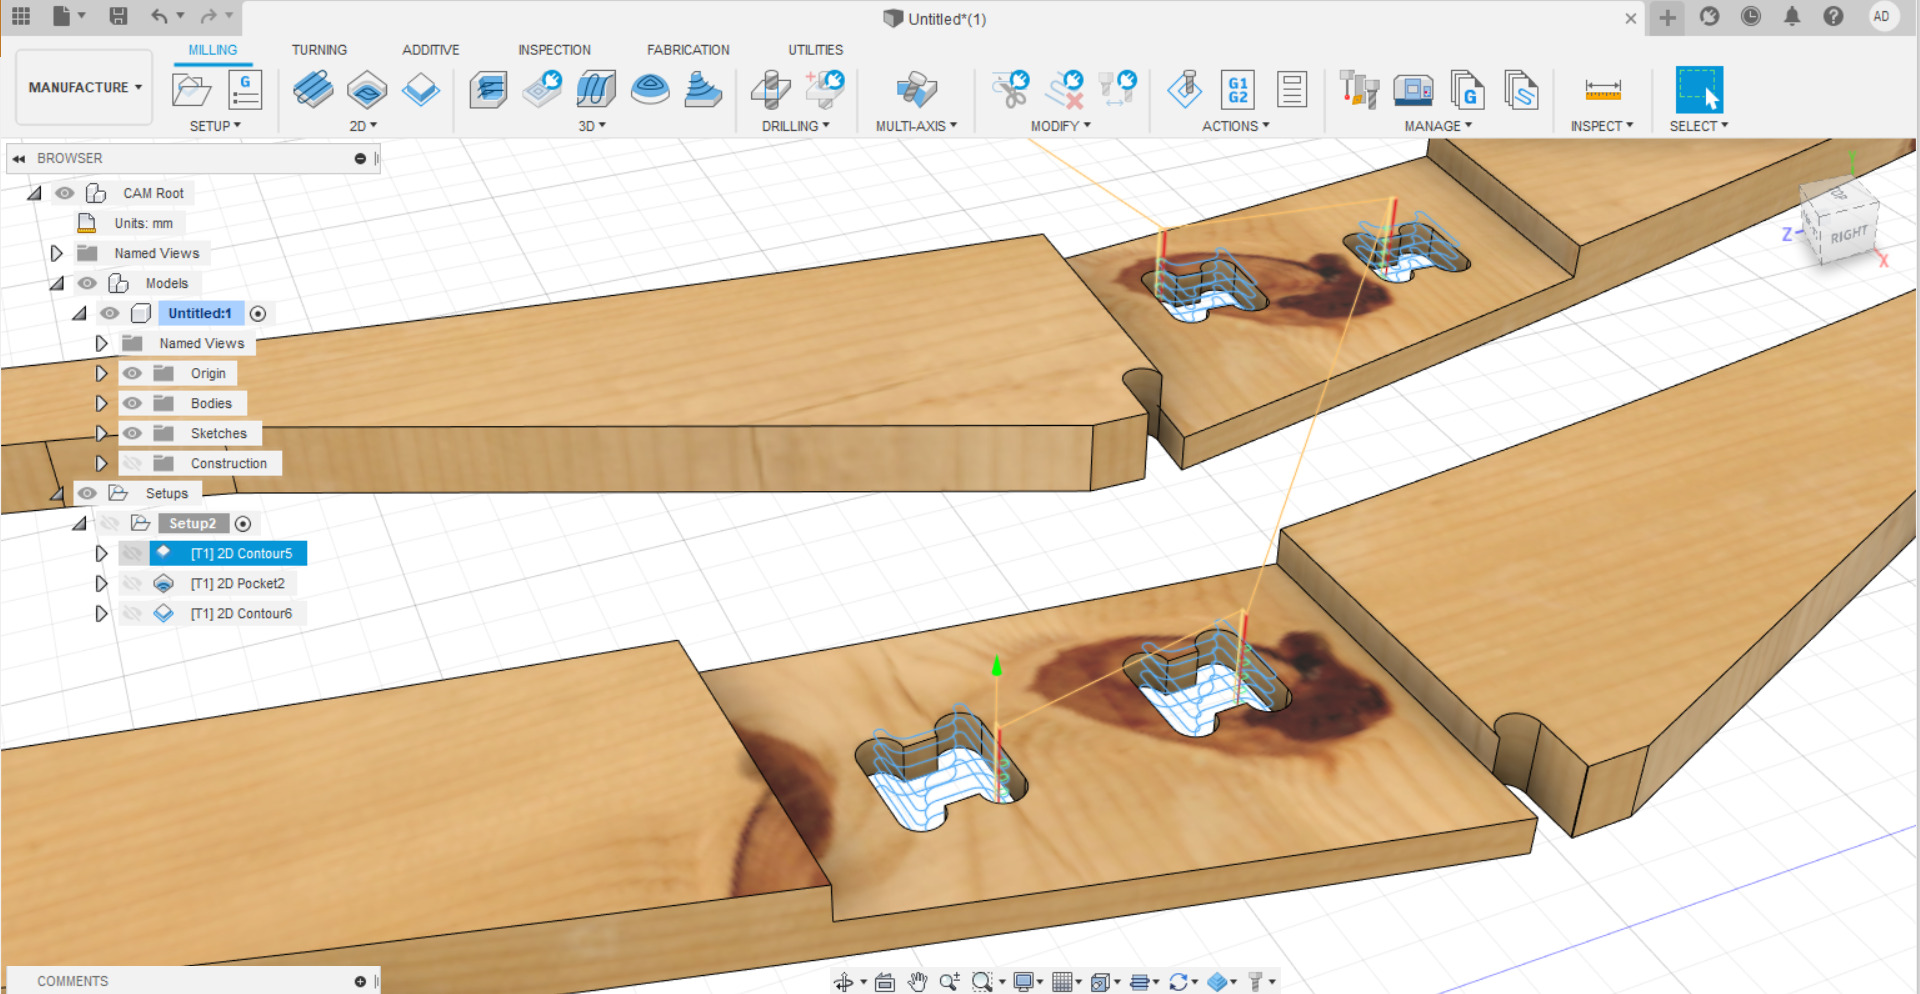 Untitled*(1)
AD
MANUFACTURE
MILLING
TURNING
ADDITIVE
INSPECTION
FABRICATION
UTILITIES
G
G1
G2
G
SETUP
2D
3D
DRILLING
MULTI-AXIS
MODIFY
ACTIONS
MANAGE
INSPECT
SELECT
BROWSER
CAM Root
Units: mm
Named Views
Models
Untitled:1
Named Views
Origin
Bodies
Sketches
Construction
Setups
Setup2
[T1] 2D Contour5
[T1] 2D Pocket2
[T1] 2D Contour6
Z
RIGHT
X
COMMENTS